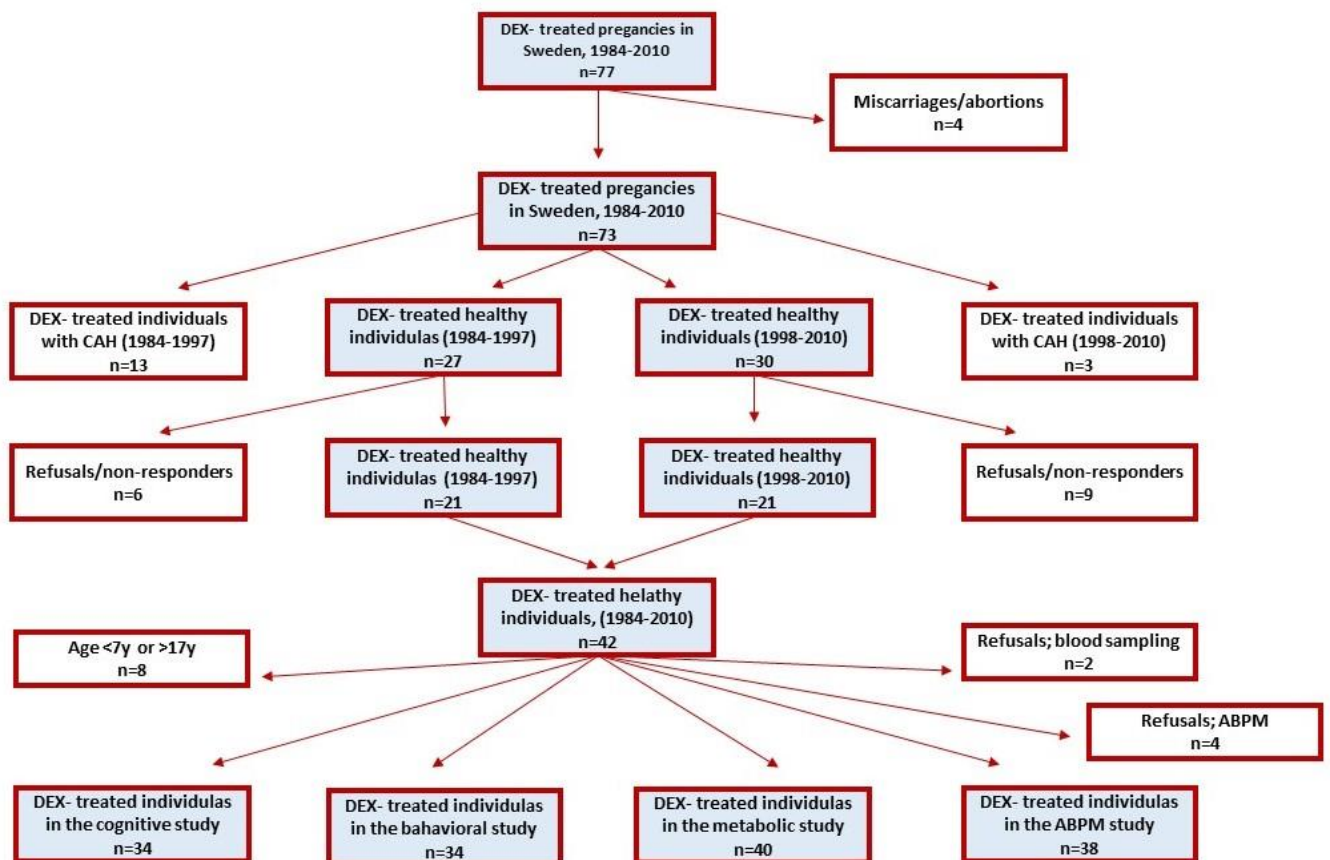 DEX- treated pregancies in
Sweden, 1984-2010
n=77
Miscarriages/abortions
n=4
DEX- treated pregancies
in Sweden, 1984-2010
n=73
DEX- treated individuals
with CAH (1984-1997)
n=13
DEX- treated healthy
individulas (1984-1997)
n=27
DEX- treated healthy
individuals (1998-2010)
n=30
DEX- treated individuals
with CAH (1998-2010)
n=3
Refusals/non-responders
n=6
DEX- treated healthy
individulas (1984-1997)
n=21
DEX- treated healthy
individuals (1998-2010)
n=21
Refusals/non-responders
n=9
DEX- treated helathy
individuals, (1984-2010)
n=42
Age <7y or >17y
n=8
Refusals; blood sampling
n=2
Refusals; ABPM
n=4
DEX- treated individulas
in the cognitive study
n=34
DEX- treated individulas
in the bahavioral study
n=34
DEX- treated individulas
in the metabolic study
n=40
DEX- treated individulas
in the ABPM study
n=38